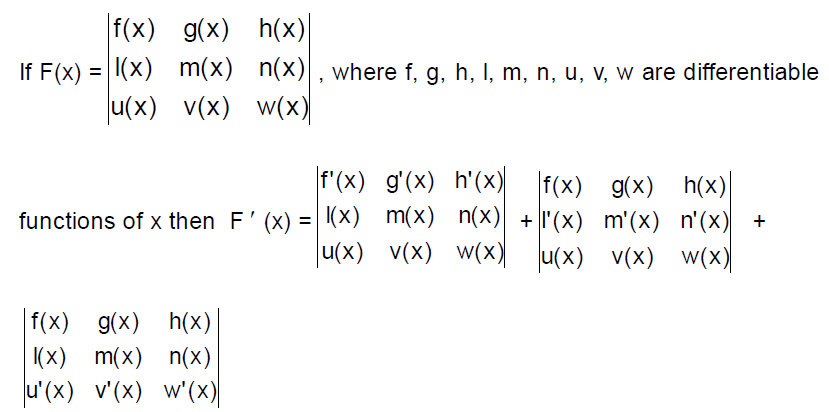 If F(x) = |f(x) g(x) h(x)|
|l(x) m(x) n(x)|
|u(x) v(x) w(x)| , where f, g, h, l, m, n, u, v, w are differentiable
functions of x then F ′ (x) = |f'(x) g'(x) h'(x)| + |f(x) g(x) h(x)| +
|l(x) m(x) n(x)| |l'(x) m'(x) n'(x)|
|u(x) v(x) w(x)| |u(x) v(x) w(x)|
|f(x) g(x) h(x)|
|l(x) m(x) n(x)|
|u'(x) v'(x) w'(x)|